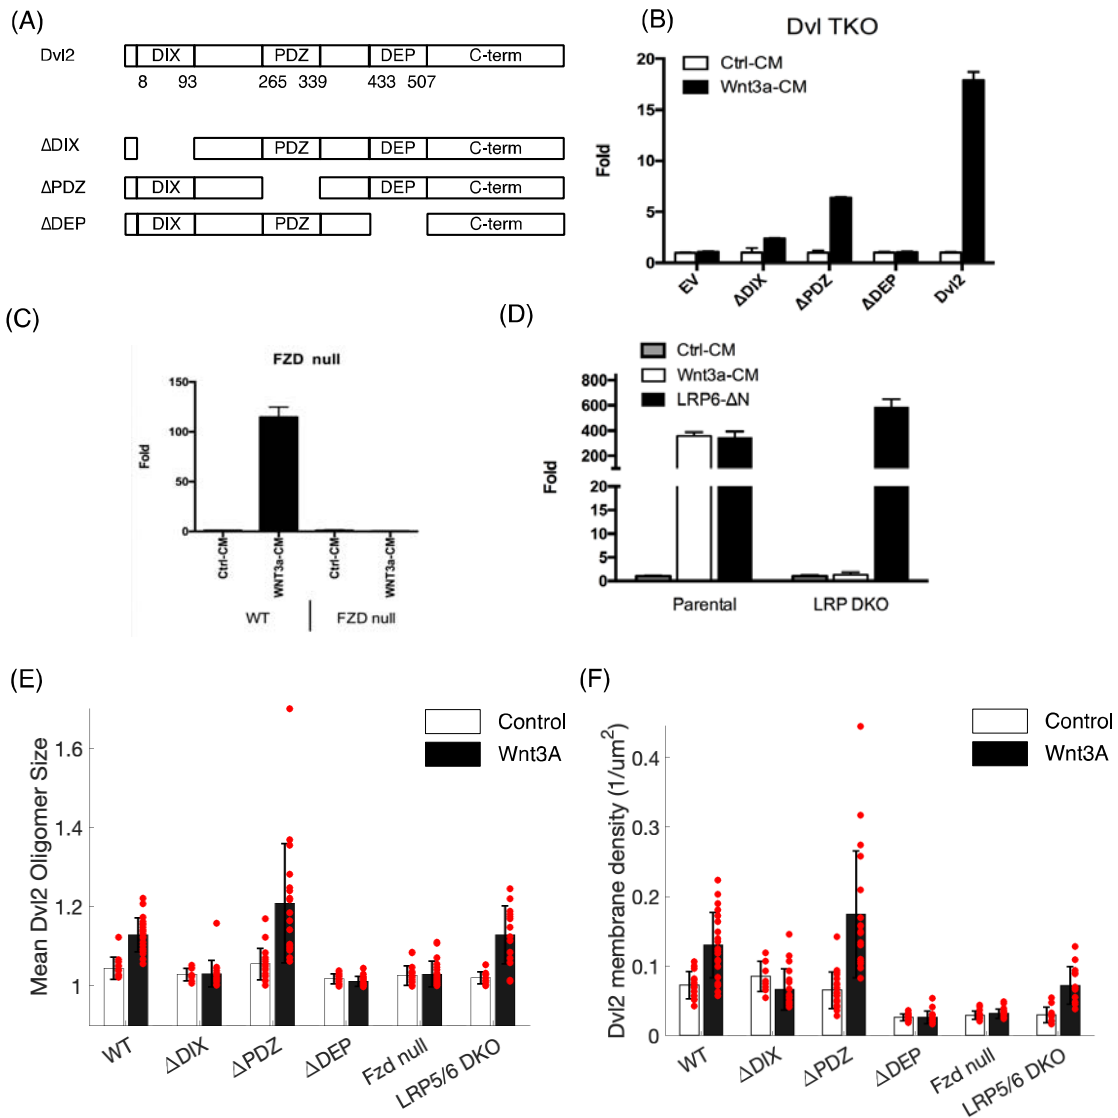 (A)
Dvl2 DIX PDZ DEP C-term
8 93 265 339 433 507
ΔDIX PDZ DEP C-term
ΔPDZ DIX DEP C-term
ΔDEP DIX PDZ C-term
(B)
Dvl TKO
Ctrl-CM
Wnt3a-CM
Fold
20
15
10
5
0
EV ΔDIX ΔPDZ ΔDEP Dvl2
(C)
FZD null
Fold
150
100
50
0
Ctrl-CM WNT3a-CM Ctrl-CM WNT3a-CM
WT FZD null
(D)
Ctrl-CM
Wnt3a-CM
LRP6-ΔN
Fold
800
600
400
200
20
15
10
5
0
Parental LRP DKO
(E)
Control
Wnt3A
Mean Dvl2 Oligomer Size
1.6
1.4
1.2
1
WT ΔDIX ΔPDZ ΔDEP Fzd null LRP5/6 DKO
(F)
Control
Wnt3A
Dvl2 membrane density (1/um²)
0.4
0.3
0.2
0.1
0
WT ΔDIX ΔPDZ ΔDEP Fzd null LRP5/6 DKO